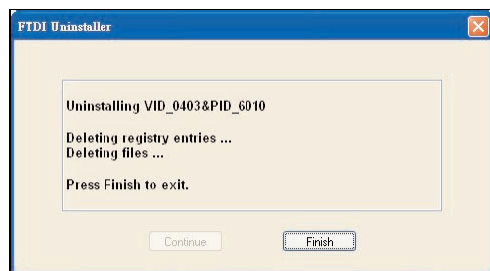 FTDI Uninstaller
Uninstalling VID_0403&PID_6010
Deleting registry entries ...
Deleting files ...
Press Finish to exit.
Continue
Finish